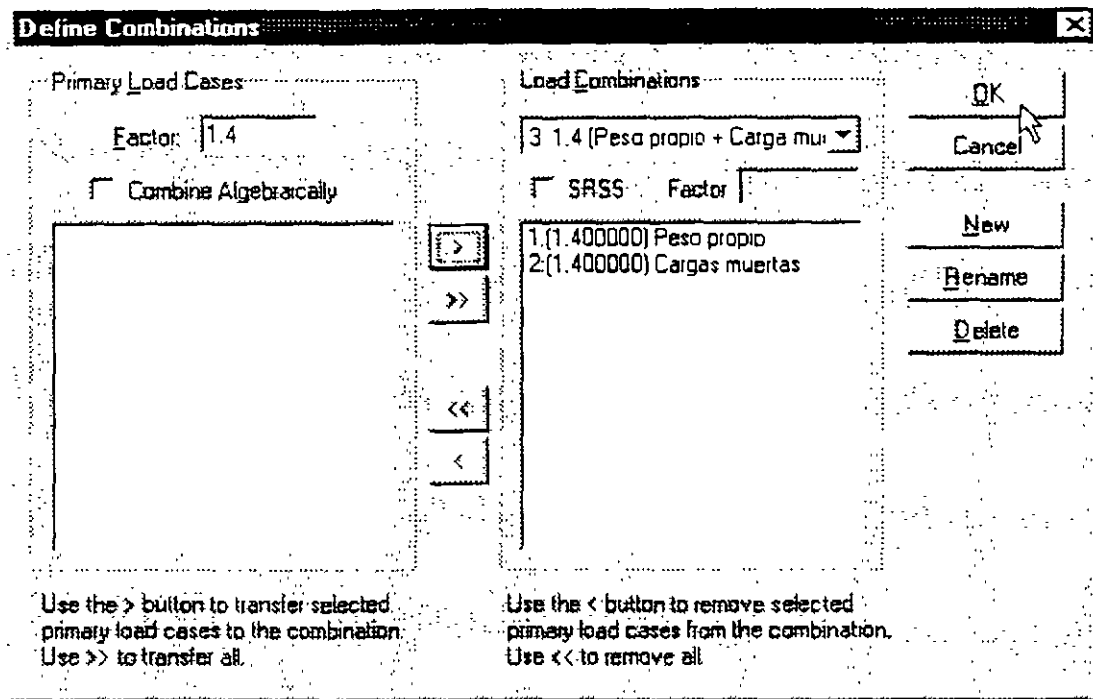 Define Combinations
Primary Load Cases
Factor: 1.4
Combine Algebraically
>
>>
<<
<
Use the > button to transfer selected
primary load cases to the combination.
Use >> to transfer all.
Load Combinations
3 1.4 (Peso propio + Carga mu
SRSS Factor
1:(1.400000) Peso propio
2:(1.400000) Cargas muertas
Use the < button to remove selected
primary load cases from the combination.
Use << to remove all
OK
Cancel
New
Rename
Delete